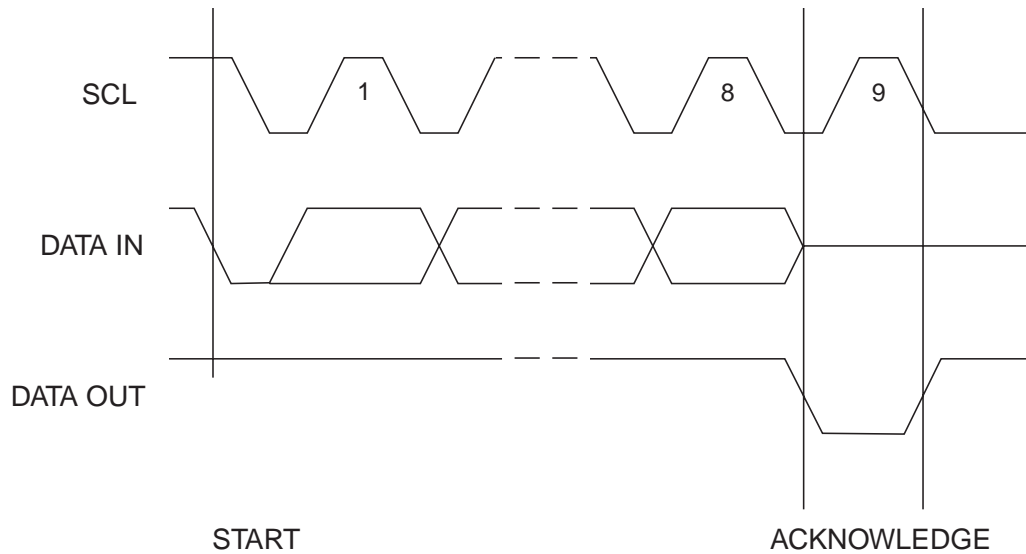 SCL
1
8
9
DATA IN
DATA OUT
START
ACKNOWLEDGE